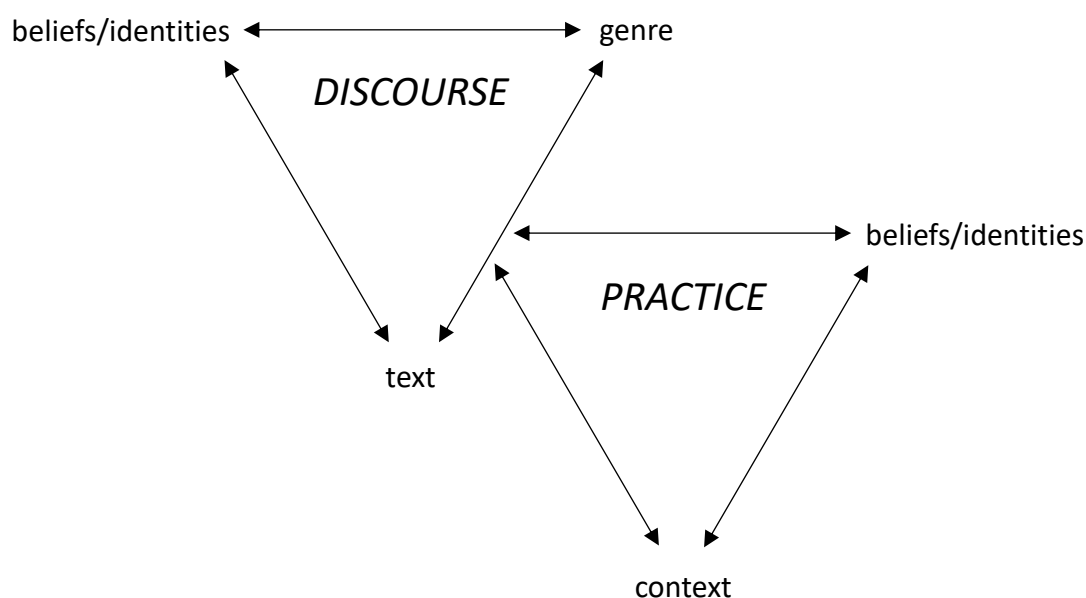 beliefs/identities genre
DISCOURSE
beliefs/identities
PRACTICE
text
context